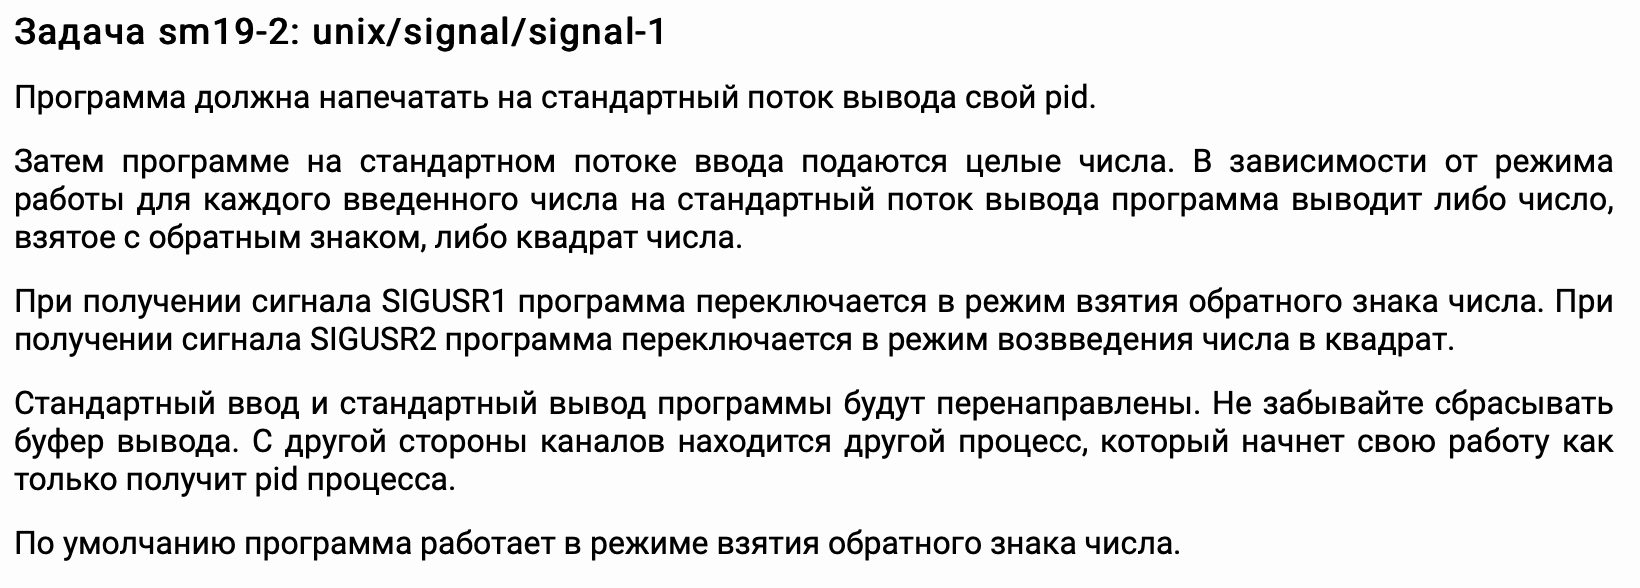 Задача sm19-2: unix/signal/signal-1
Программа должна напечатать на стандартный поток вывода свой pid.
Затем программе на стандартном потоке ввода подаются целые числа. В зависимости от режима
работы для каждого введенного числа на стандартный поток вывода программа выводит либо число,
взятое с обратным знаком, либо квадрат числа.
При получении сигнала SIGUSR1 программа переключается в режим взятия обратного знака числа. При
получении сигнала SIGUSR2 программа переключается в режим возвведения числа в квадрат.
Стандартный ввод и стандартный вывод программы будут перенаправлены. Не забывайте сбрасывать
буфер вывода. С другой стороны каналов находится другой процесс, который начнет свою работу как
только получит pid процесса.
По умолчанию программа работает в режиме взятия обратного знака числа.